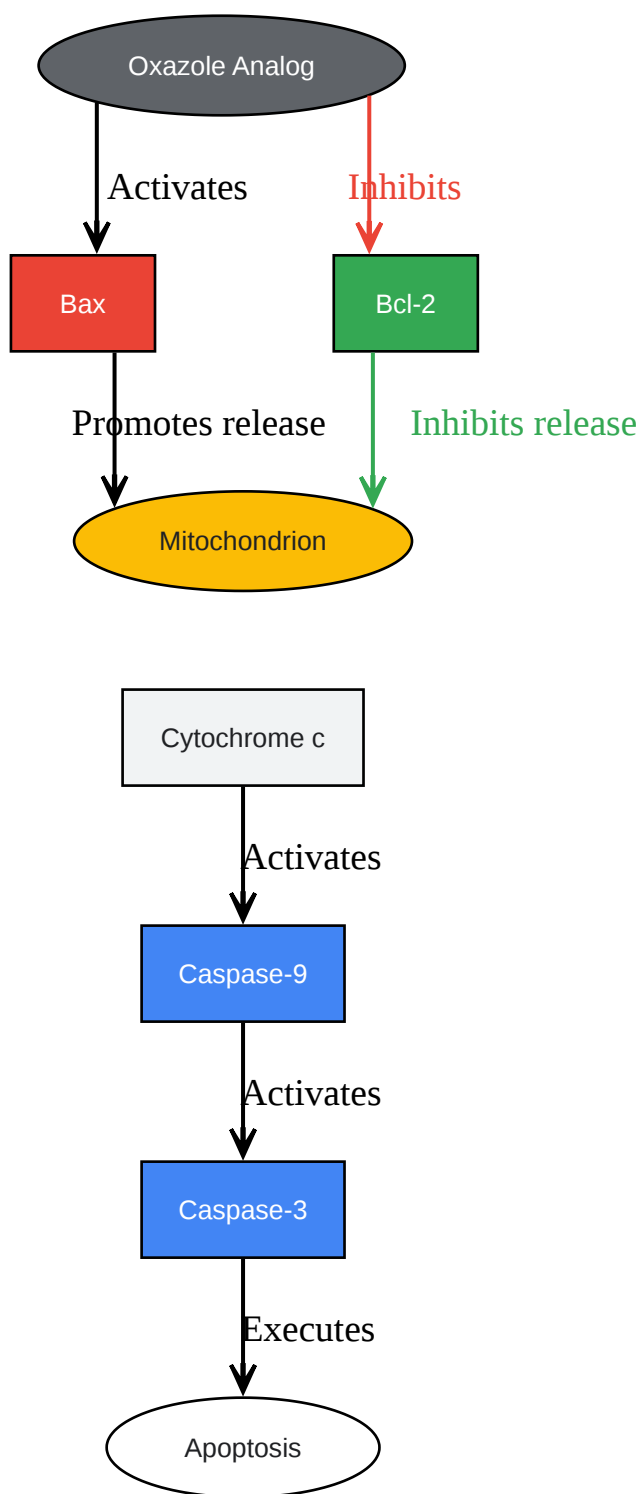 Oxazole Analog
Activates
Inhibits
Bax
Bcl-2
Promotes release
Inhibits release
Mitochondrion
Cytochrome c
Activates
Caspase-9
Activates
Caspase-3
Executes
Apoptosis